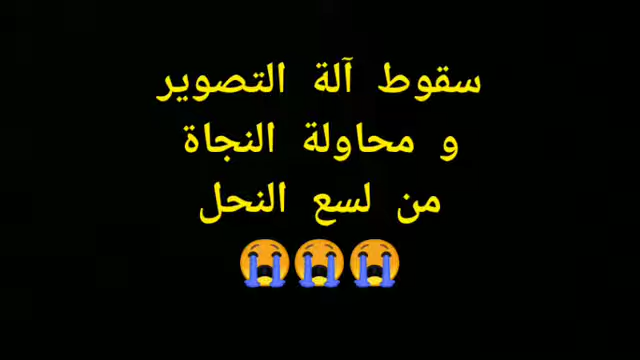 سقوط آلة التصوير
و محاولة النجاة
من لسع النحل
😭😭😭